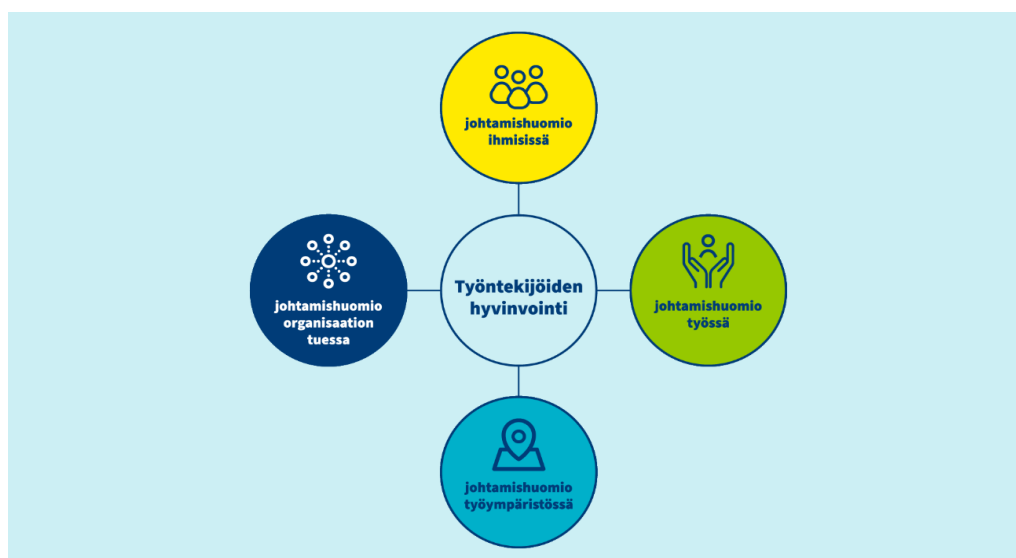 johtamishuomio
ihmisissä
johtamishuomio
organisaation
tuessa
Työntekijöiden
hyvinvointi
johtamishuomio
työssä
johtamishuomio
työympäristössä